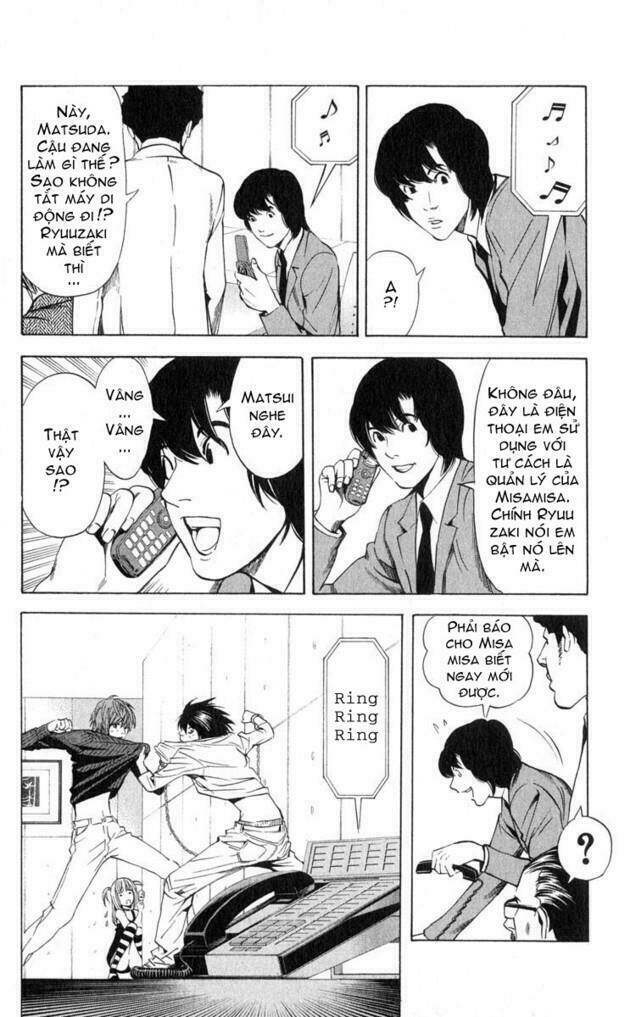 A
?!
NÀY,
MATSUDA.
CẬU ĐANG
LÀM GÌ THẾ?
SAO KHÔNG
TẮT MÁY DI
ĐỘNG ĐI!?
RYUUZAKI
MÀ BIẾT
THÌ
...
KHÔNG ĐÂU,
ĐÂY LÀ ĐIỆN
THOẠI EM SỬ
DỤNG VỚI
TƯ CÁCH LÀ
QUẢN LÝ CỦA
MISAMISA.
CHÍNH RYUU
ZAKI NÓI EM
BẬT NÓ LÊN
MÀ.
MATSUI
NGHE
ĐÂY.
VÂNG
...
VÂNG
...
THẬT
VẬY
SAO
!?
PHẢI BÁO
CHO MISA
MISA BIẾT
NGAY MỚI
ĐƯỢC.
?
Ring
Ring
Ring